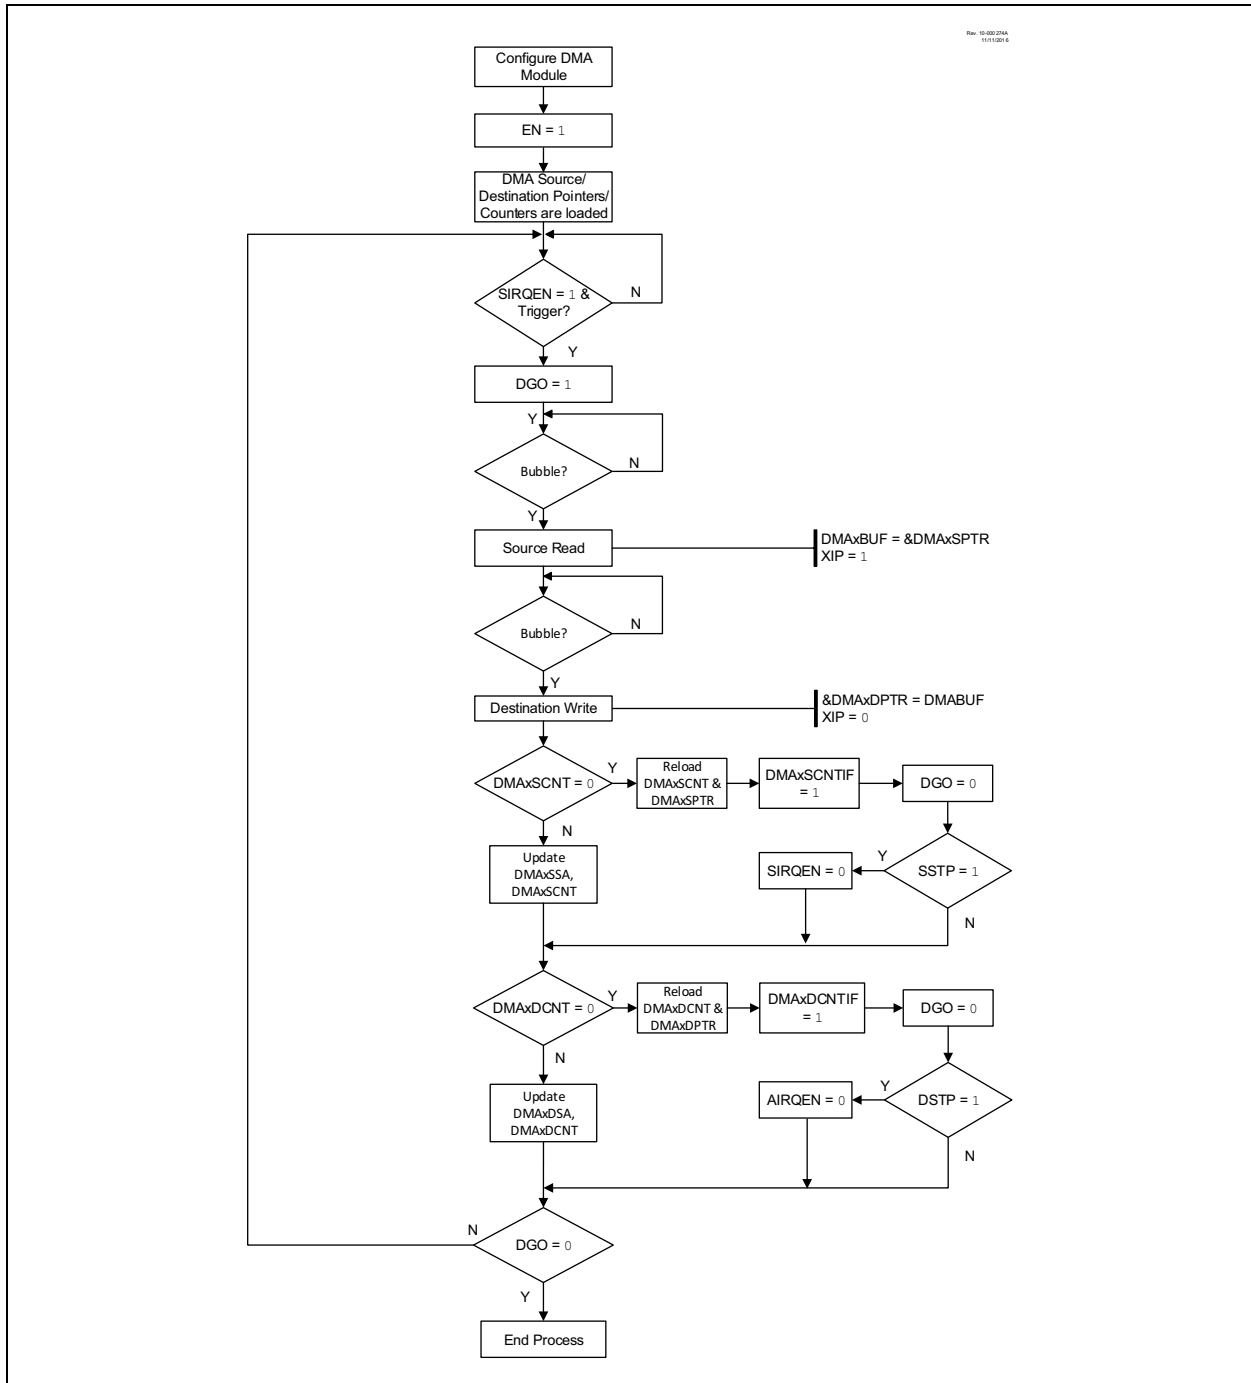 Rev. 10-000 274A
11/11/2016
Configure DMA
Module
EN = 1
DMA Source/
Destination Pointers/
Counters are loaded
SIRQEN = 1 &
Trigger?
N
Y
DGO = 1
Y
Bubble?
N
Y
Source Read
DMAxBUF = &DMAxSPTR
XIP = 1
Bubble?
N
Y
Destination Write
&DMAxDPTR = DMABUF
XIP = 0
DMAxSCNT = 0
Y
Reload
DMAxSCNT &
DMAxSPTR
DMAxSCNTIF
= 1
DGO = 0
N
Update
DMAxSSA,
DMAxSCNT
SIRQEN = 0
Y
SSTP = 1
N
DMAxDCNT = 0
Y
Reload
DMAxDCNT &
DMAxDPTR
DMAxDCNTIF
= 1
DGO = 0
N
Update
DMAxDSA,
DMAxDCNT
AIRQEN = 0
Y
DSTP = 1
N
N
DGO = 0
Y
End Process